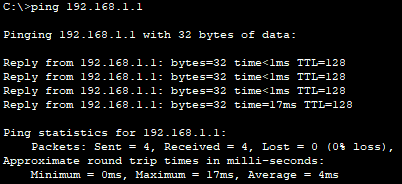 C:\>ping 192.168.1.1
Pinging 192.168.1.1 with 32 bytes of data:
Reply from 192.168.1.1: bytes=32 time<1ms TTL=128
Reply from 192.168.1.1: bytes=32 time<1ms TTL=128
Reply from 192.168.1.1: bytes=32 time<1ms TTL=128
Reply from 192.168.1.1: bytes=32 time=17ms TTL=128
Ping statistics for 192.168.1.1:
Packets: Sent = 4, Received = 4, Lost = 0 (0% loss),
Approximate round trip times in milli-seconds:
Minimum = 0ms, Maximum = 17ms, Average = 4ms